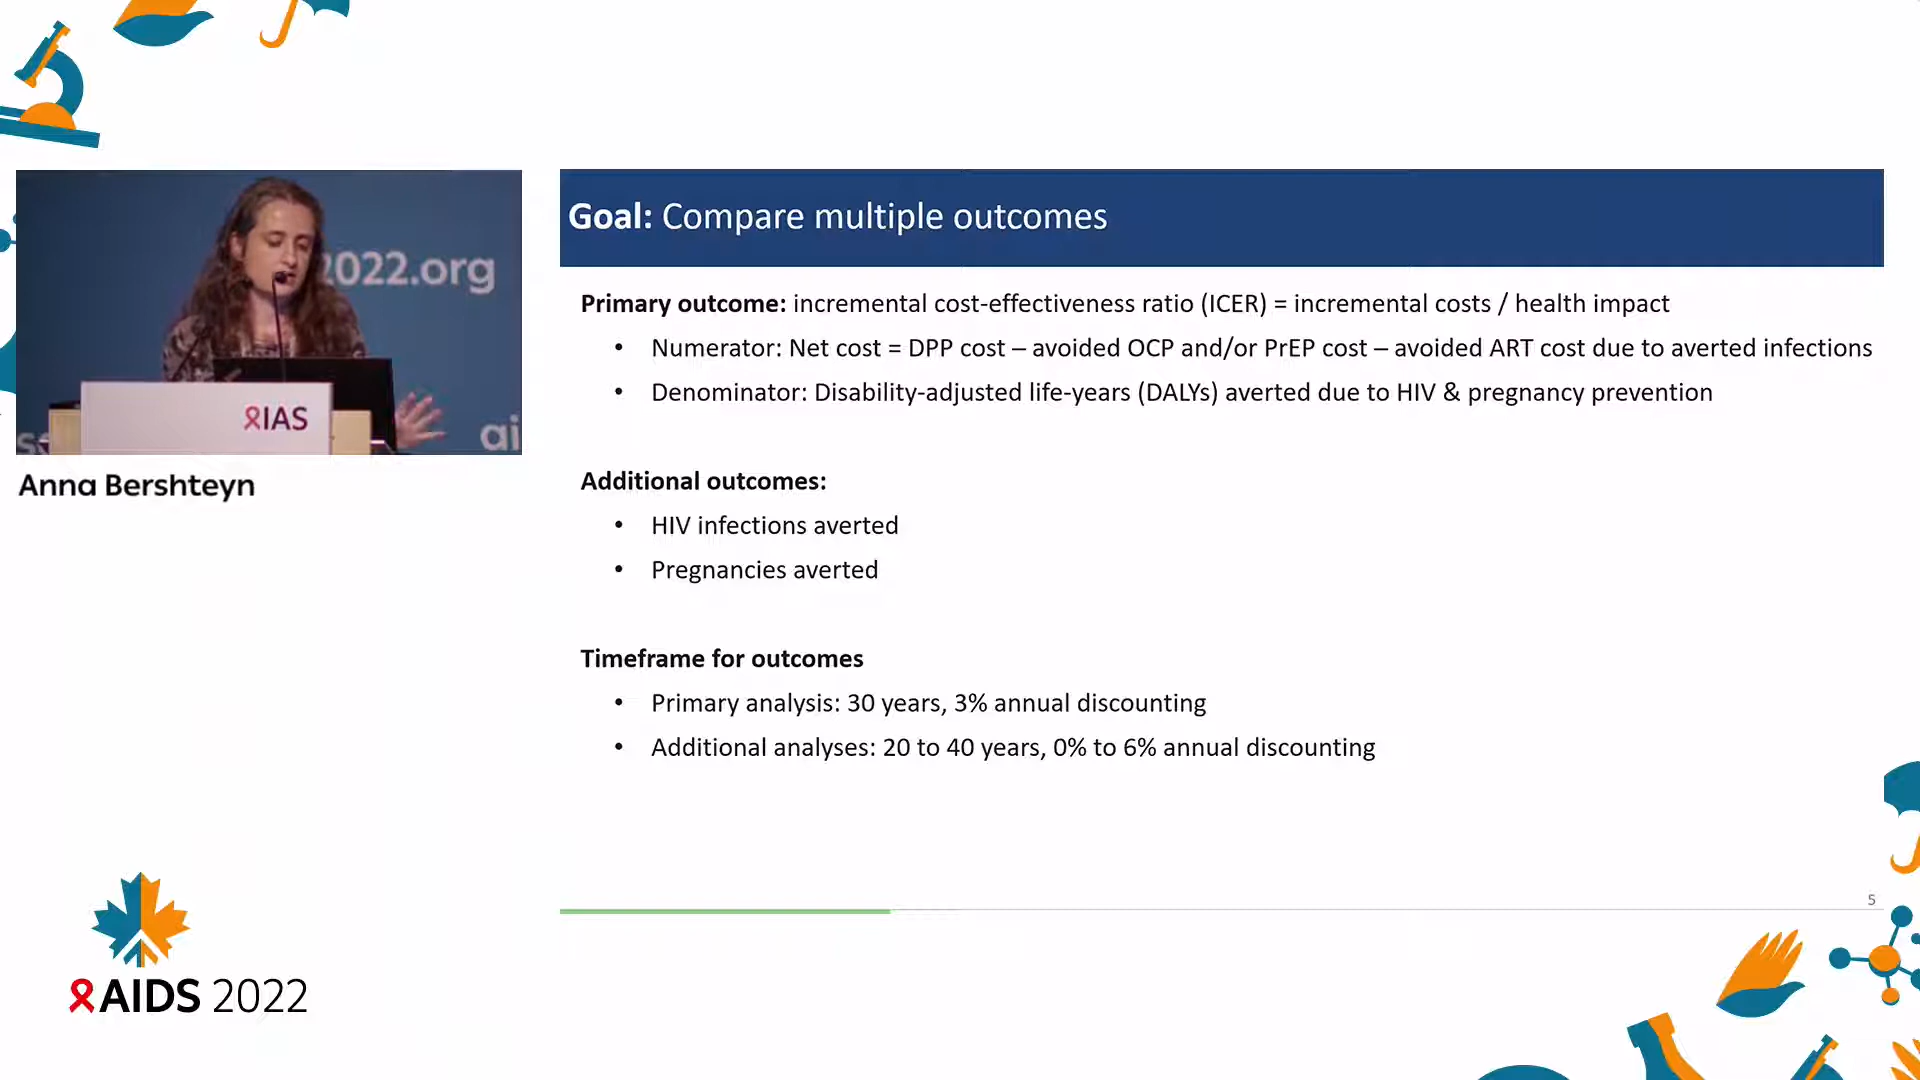 2022.org
IAS
ai
Anna Bershteyn
Goal: Compare multiple outcomes
Primary outcome: incremental cost-effectiveness ratio (ICER) = incremental costs / health impact
• Numerator: Net cost = DPP cost – avoided OCP and/or PrEP cost – avoided ART cost due to averted infections
• Denominator: Disability-adjusted life-years (DALYs) averted due to HIV & pregnancy prevention
Additional outcomes:
• HIV infections averted
• Pregnancies averted
Timeframe for outcomes
• Primary analysis: 30 years, 3% annual discounting
• Additional analyses: 20 to 40 years, 0% to 6% annual discounting
5
AIDS 2022